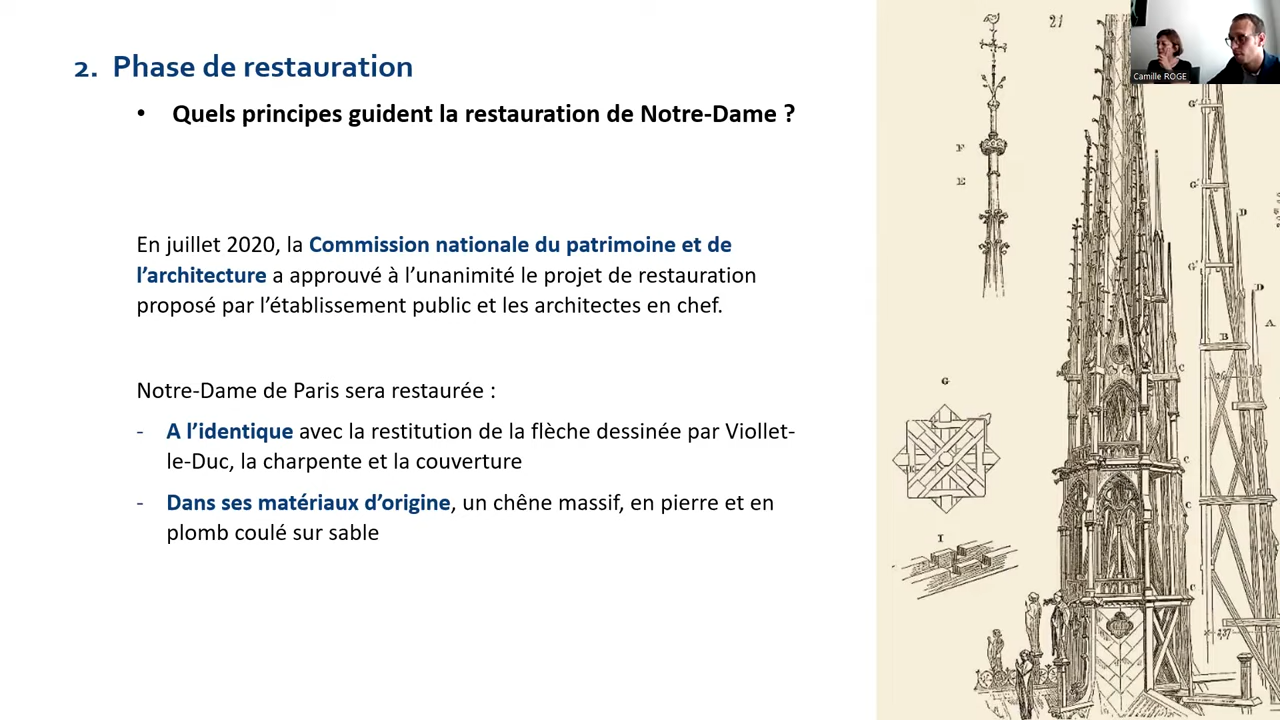 2. Phase de restauration
• Quels principes guident la restauration de Notre-Dame ?
En juillet 2020, la Commission nationale du patrimoine et de
l’architecture a approuvé à l’unanimité le projet de restauration
proposé par l’établissement public et les architectes en chef.
Notre-Dame de Paris sera restaurée :
- A l’identique avec la restitution de la flèche dessinée par Viollet-
le-Duc, la charpente et la couverture
- Dans ses matériaux d’origine, un chêne massif, en pierre et en
plomb coulé sur sable
21
Camille ROGE
F
E
G
I
G'
D
G'
D
B
A
C
C
C
C